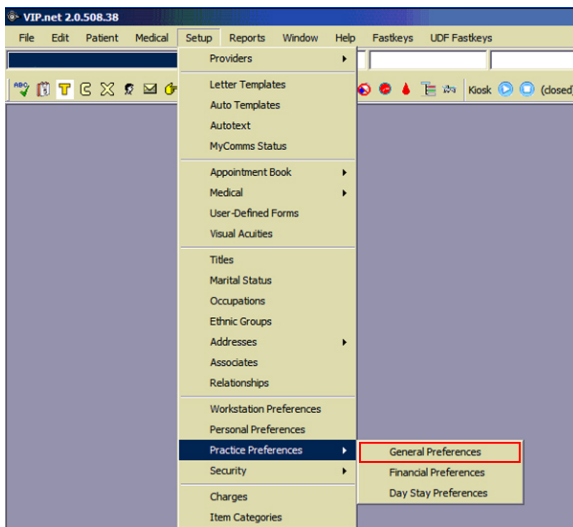 VIP.net 2.0.508.38
File Edit Patient Medical Setup Reports Window Help Fastkeys UDF Fastkeys
Providers
ABC T Kiosk (closed)
Letter Templates
Auto Templates
Autotext
MyComms Status
Appointment Book
Medical
User-Defined Forms
Visual Acuities
Titles
Marital Status
Occupations
Ethnic Groups
Addresses
Associates
Relationships
Workstation Preferences
Personal Preferences
Practice Preferences
General Preferences
Security
Financial Preferences
Day Stay Preferences
Charges
Item Categories